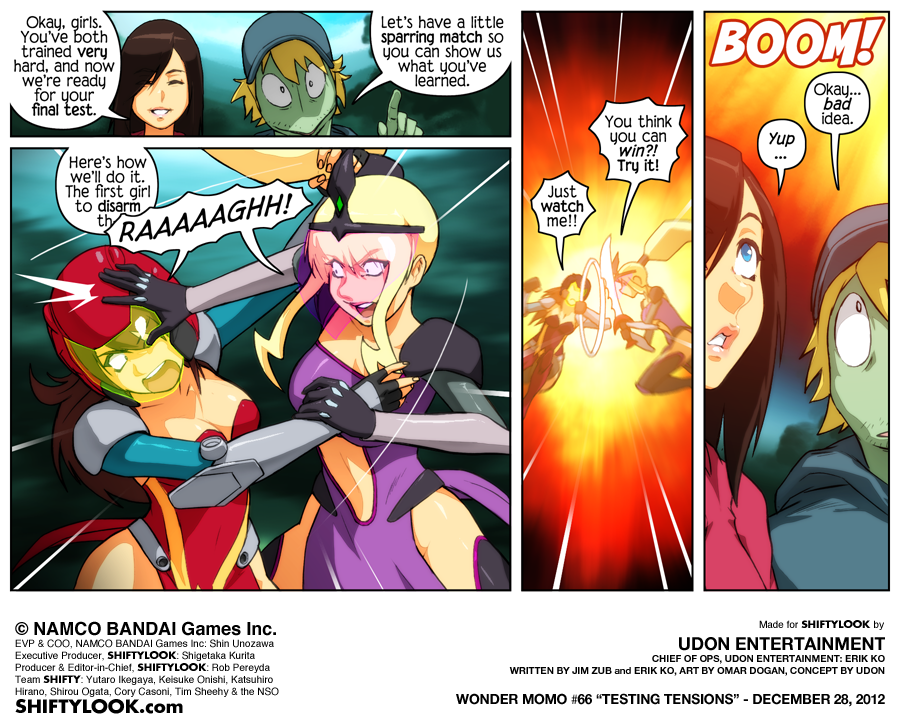 Okay, girls.
You've both
trained very
hard, and now
we're ready
for your
final test.
Let's have a little
sparring match so
you can show us
what you've
learned.
Here's how
we'll do it.
The first girl
to disarm
th
RAAAAAGHH!
You think
you can
win?!
Try it!
Just
watch
me!!
BOOM!
Okay...
bad
idea.
Yup
...
© NAMCO BANDAI Games Inc.
EVP & COO, NAMCO BANDAI Games Inc: Shin Unozawa
Executive Producer, SHIFTYLOOK: Shigetaka Kurita
Producer & Editor-in-Chief, SHIFTYLOOK: Rob Pereyda
Team SHIFTY: Yutaro Ikegaya, Keisuke Onishi, Katsuhiro
Hirano, Shirou Ogata, Cory Casoni, Tim Sheehy & the NSO
SHIFTYLOOK.com
Made for SHIFTYLOOK by
UDON ENTERTAINMENT
CHIEF OF OPS, UDON ENTERTAINMENT: ERIK KO
WRITTEN BY JIM ZUB and ERIK KO, ART BY OMAR DOGAN, CONCEPT BY UDON
WONDER MOMO #66 “TESTING TENSIONS” - DECEMBER 28, 2012